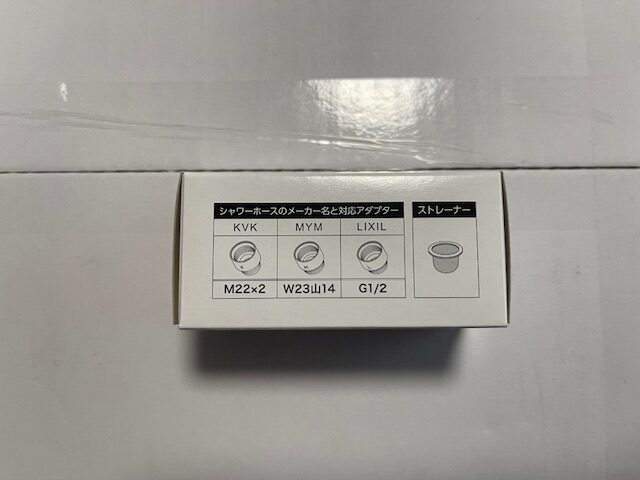 シャワーホースのメーカー名と対応アダプター ストレーナー
KVK MYM LIXIL
M22×2 W23山14 G1/2